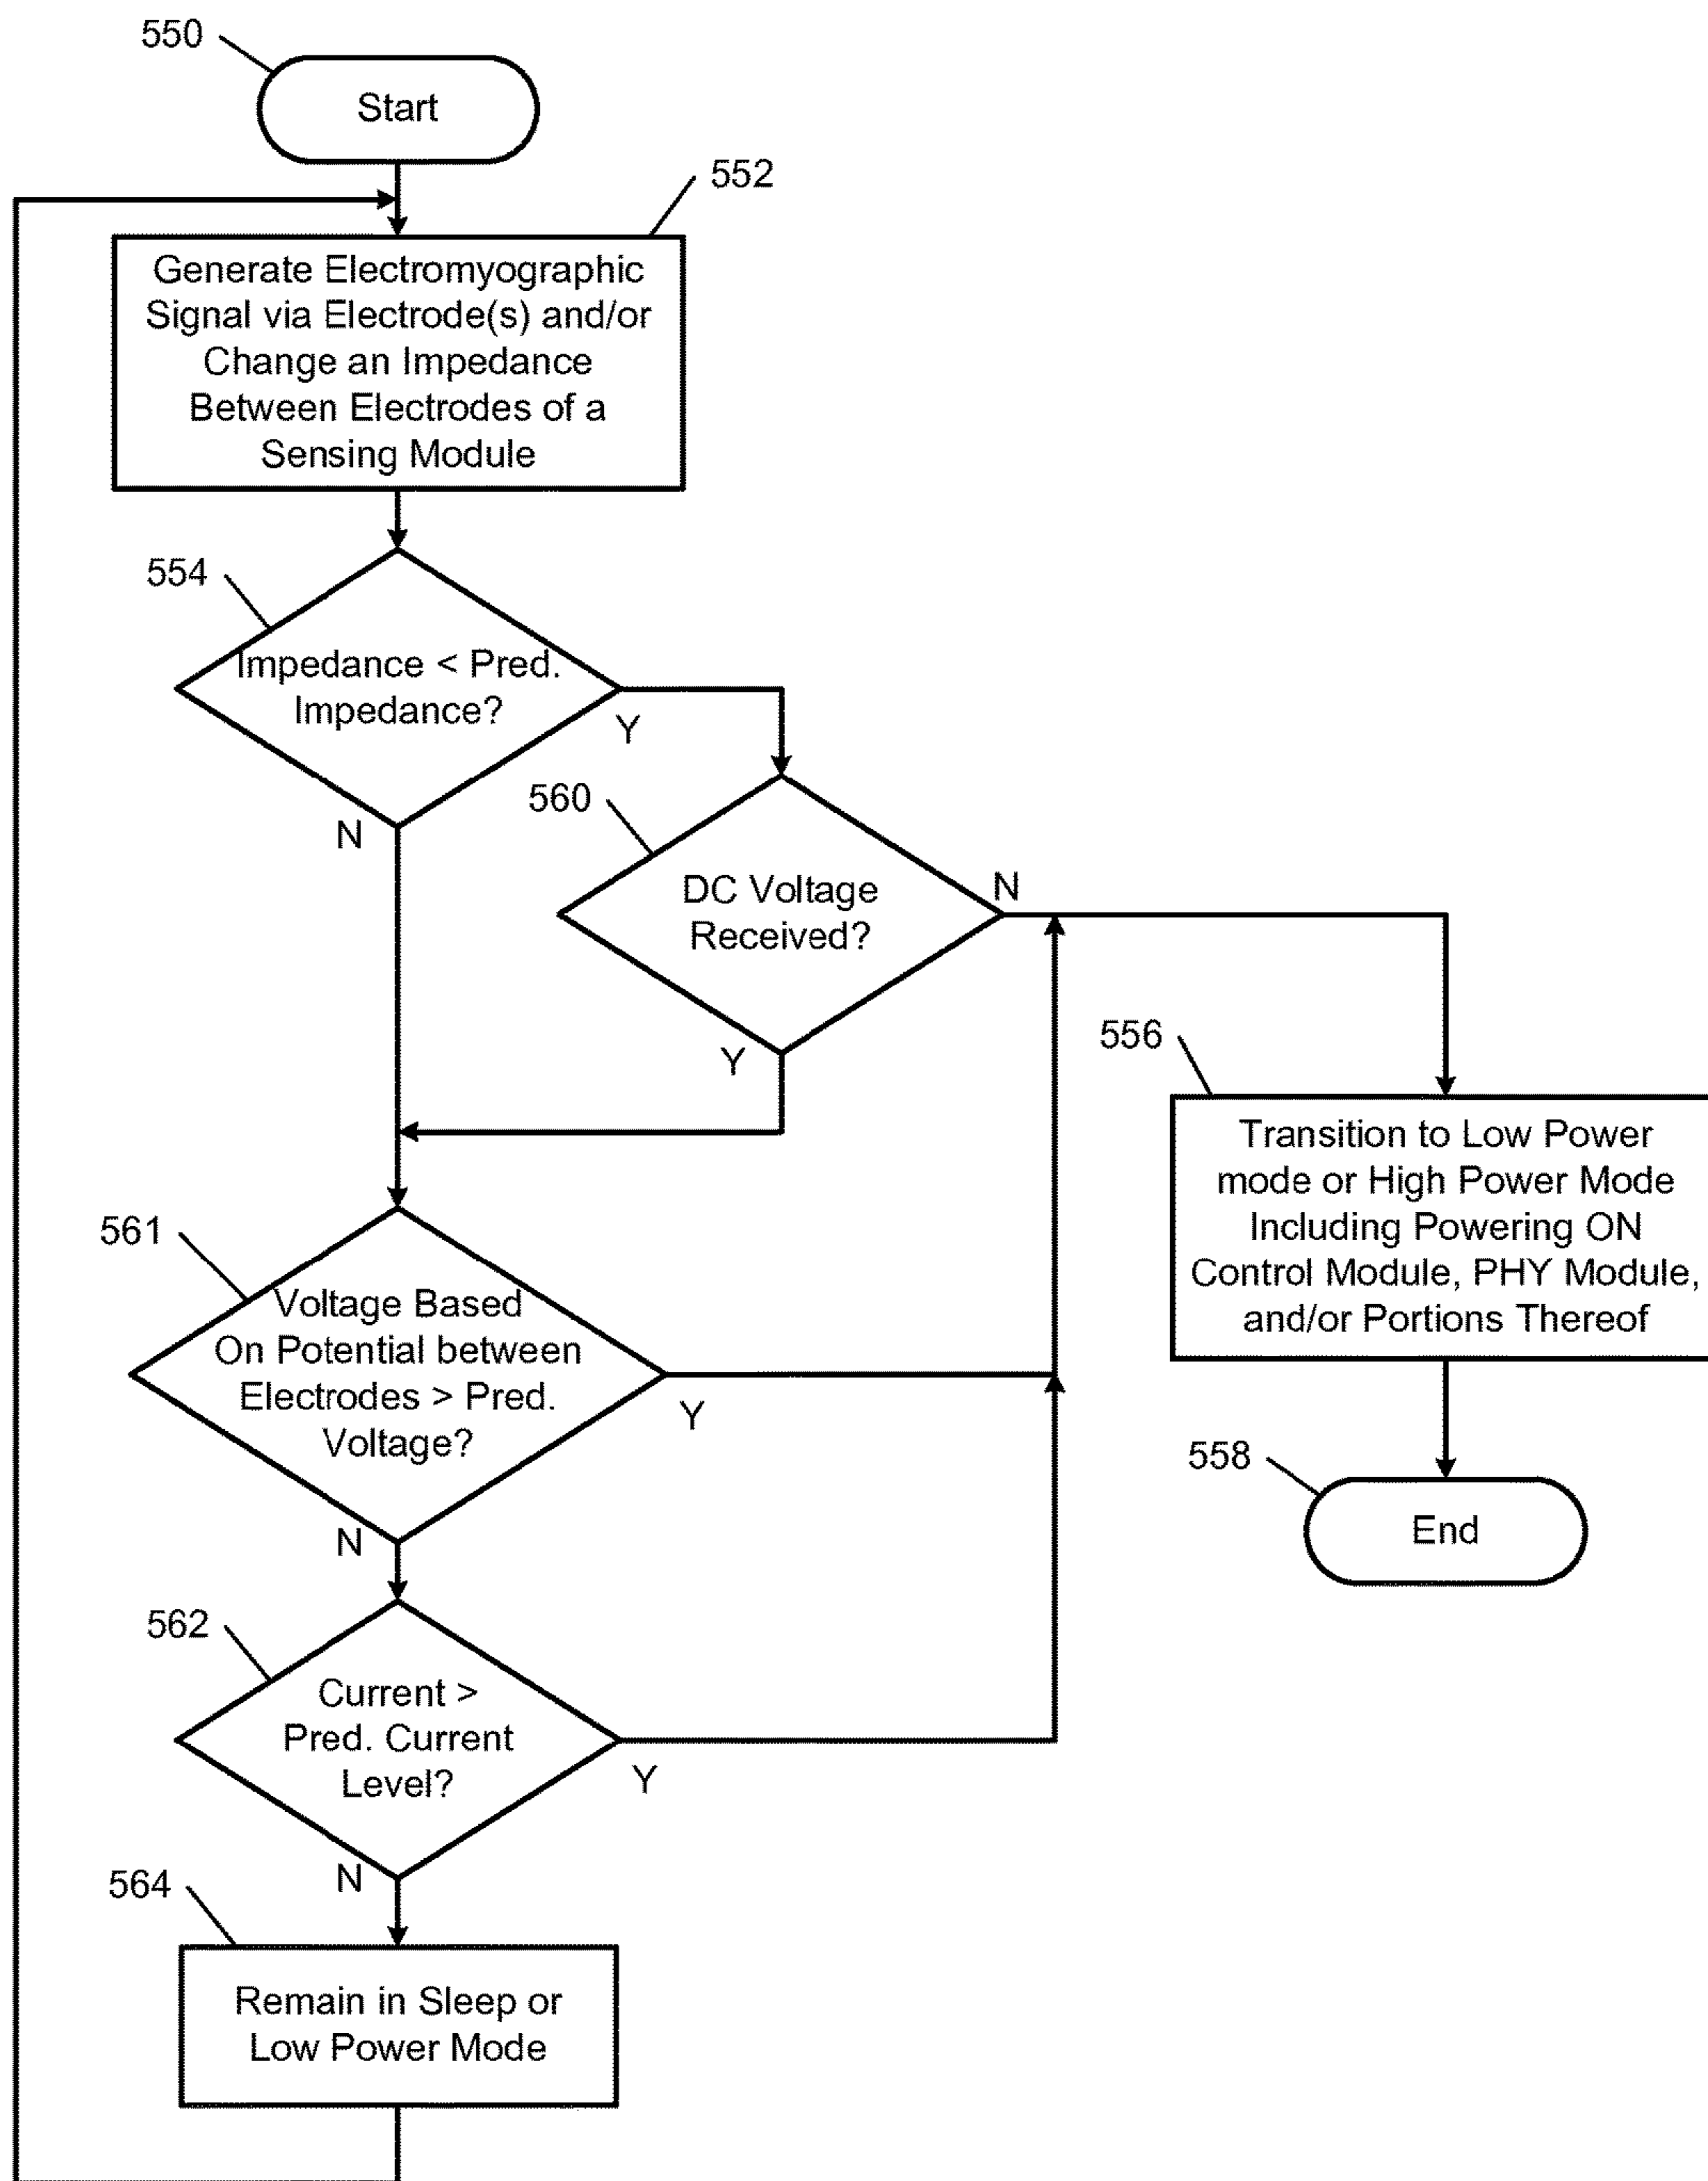 550
Start
552
Generate Electromyographic
Signal via Electrode(s) and/or
Change an Impedance
Between Electrodes of a
Sensing Module
554
Impedance < Pred.
Impedance?
Y
N
560
DC Voltage
Received?
N
Y
556
Transition to Low Power
mode or High Power Mode
Including Powering ON
Control Module, PHY Module,
and/or Portions Thereof
561
Voltage Based
On Potential between
Electrodes > Pred.
Voltage?
Y
N
558
End
562
Current >
Pred. Current
Level?
Y
N
564
Remain in Sleep or
Low Power Mode